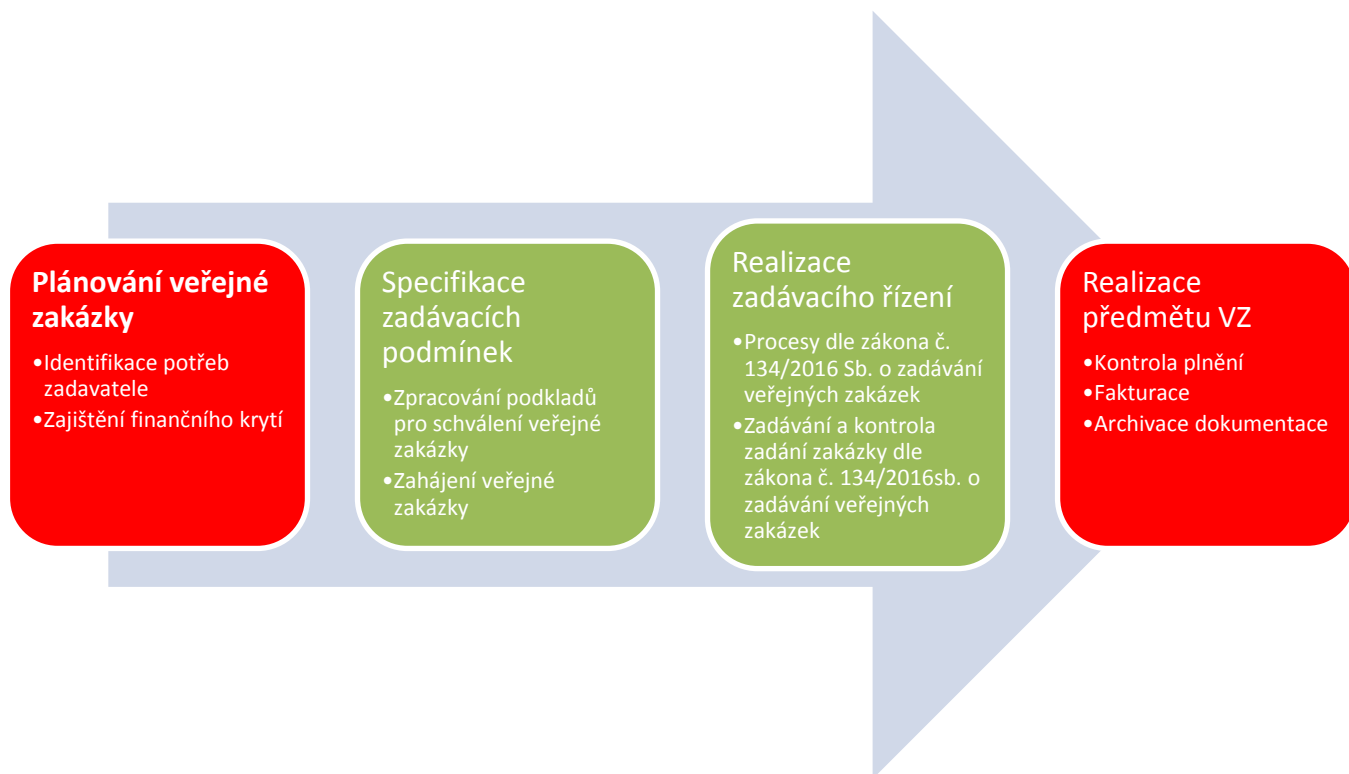 Plánování veřejné
zakázky
•Identifikace potřeb
zadavatele
•Zajištění finančního krytí
Specifikace
zadávacích
podmínek
•Zpracování podkladů
pro schválení veřejné
zakázky
•Zahájení veřejné
zakázky
Realizace
zadávacího řízení
•Procesy dle zákona č.
134/2016 Sb. o zadávání
veřejných zakázek
•Zadávání a kontrola
zadání zakázky dle
zákona č. 134/2016sb. o
zadávání veřejných
zakázek
Realizace
předmětu VZ
•Kontrola plnění
•Fakturace
•Archivace dokumentace